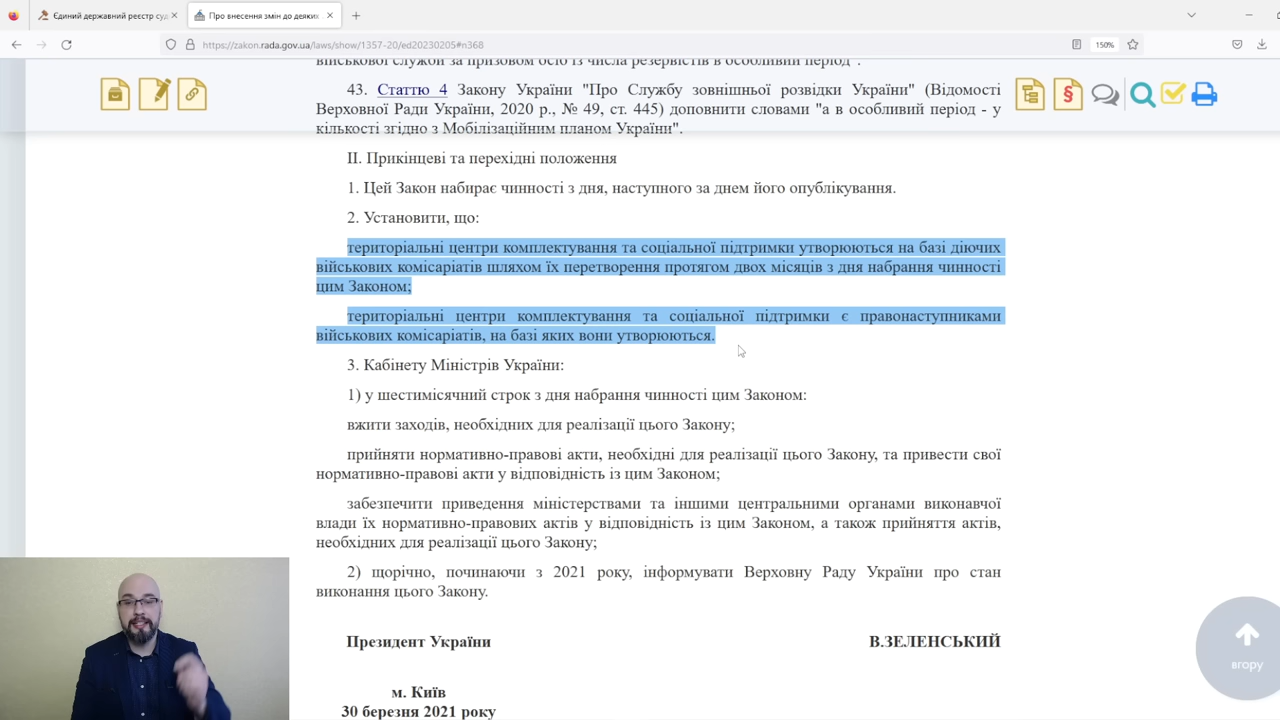 Єдиний державний реєстр суд
Про внесення змін до деяких
https://zakon.rada.gov.ua/laws/show/1357-20/ed20230205#n368
150%
військової служби за призовом осіб із числа резервістів в особливий період".
43. Статтю 4 Закону України "Про Службу зовнішньої розвідки України" (Відомості
Верховної Ради України, 2020 р., № 49, ст. 445) доповнити словами "а в особливий період - у
кількості згідно з Мобілізаційним планом України".
II. Прикінцеві та перехідні положення
1. Цей Закон набирає чинності з дня, наступного за днем його опублікування.
2. Установити, що:
територіальні центри комплектування та соціальної підтримки утворюються на базі діючих
військових комісаріатів шляхом їх перетворення протягом двох місяців з дня набрання чинності
цим Законом;
територіальні центри комплектування та соціальної підтримки є правонаступниками
військових комісаріатів, на базі яких вони утворюються.
3. Кабінету Міністрів України:
1) у шестимісячний строк з дня набрання чинності цим Законом:
вжити заходів, необхідних для реалізації цього Закону;
прийняти нормативно-правові акти, необхідні для реалізації цього Закону, та привести свої
нормативно-правові акти у відповідність із цим Законом;
забезпечити приведення міністерствами та іншими центральними органами виконавчої
влади їх нормативно-правових актів у відповідність із цим Законом, а також прийняття актів,
необхідних для реалізації цього Закону;
2) щорічно, починаючи з 2021 року, інформувати Верховну Раду України про стан
виконання цього Закону.
Президент України В.ЗЕЛЕНСЬКИЙ
вгору
м. Київ
30 березня 2021 року